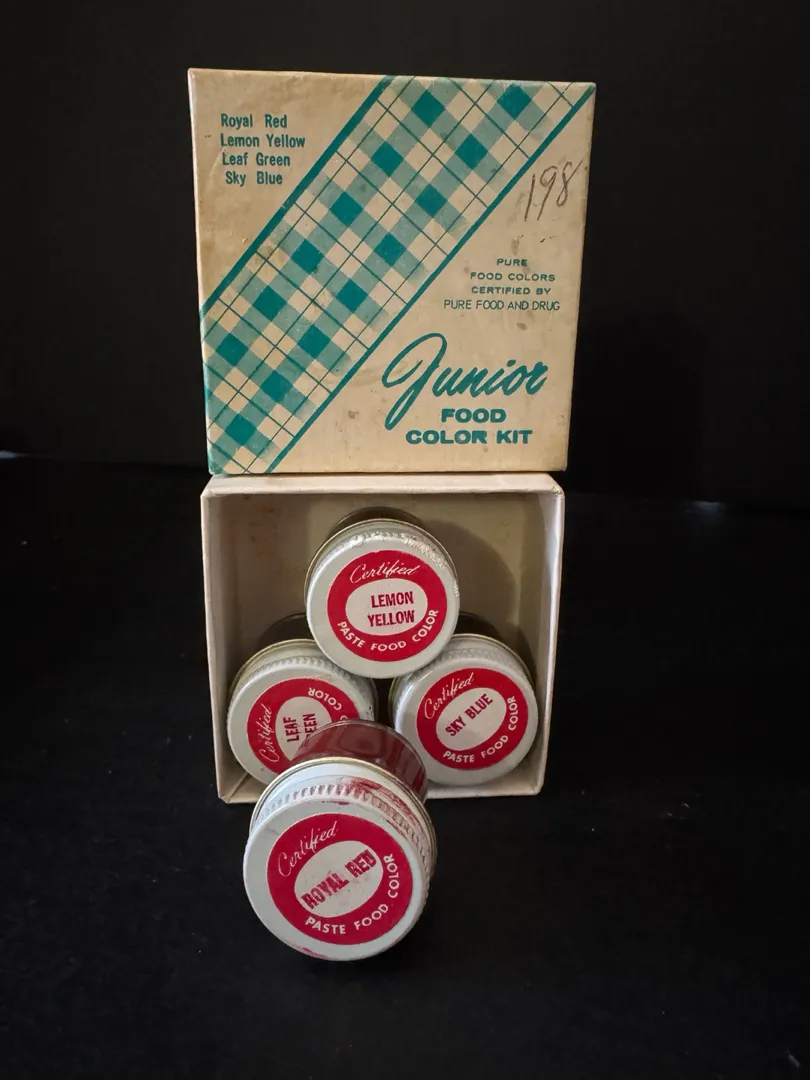 Royal Red
Lemon Yellow
Leaf Green
Sky Blue
198
PURE
FOOD COLORS
CERTIFIED BY
PURE FOOD AND DRUG
Junior
FOOD
COLOR KIT
Certified
LEMON
YELLOW
PASTE FOOD COLOR
Certified
LEAF
COLOR
Certified
SKY BLUE
PASTE FOOD COLOR
Certified
ROYAL RED
PASTE FOOD COLOR